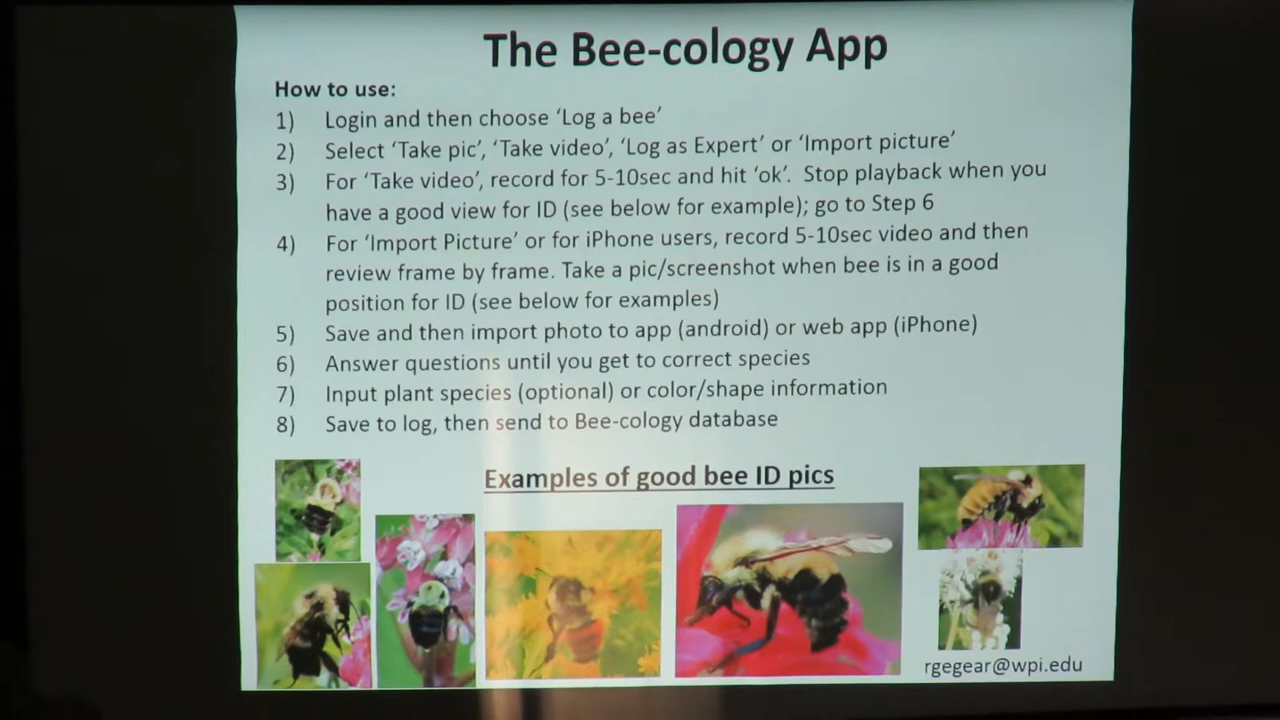 The Bee-cology App
How to use:
1) Login and then choose ‘Log a bee’
2) Select ‘Take pic’, ‘Take video’, ‘Log as Expert’ or ‘Import picture’
3) For ‘Take video’, record for 5-10sec and hit ‘ok’. Stop playback when you
have a good view for ID (see below for example); go to Step 6
4) For ‘Import Picture’ or for iPhone users, record 5-10sec video and then
review frame by frame. Take a pic/screenshot when bee is in a good
position for ID (see below for examples)
5) Save and then import photo to app (android) or web app (iPhone)
6) Answer questions until you get to correct species
7) Input plant species (optional) or color/shape information
8) Save to log, then send to Bee-cology database
Examples of good bee ID pics
rgegear@wpi.edu